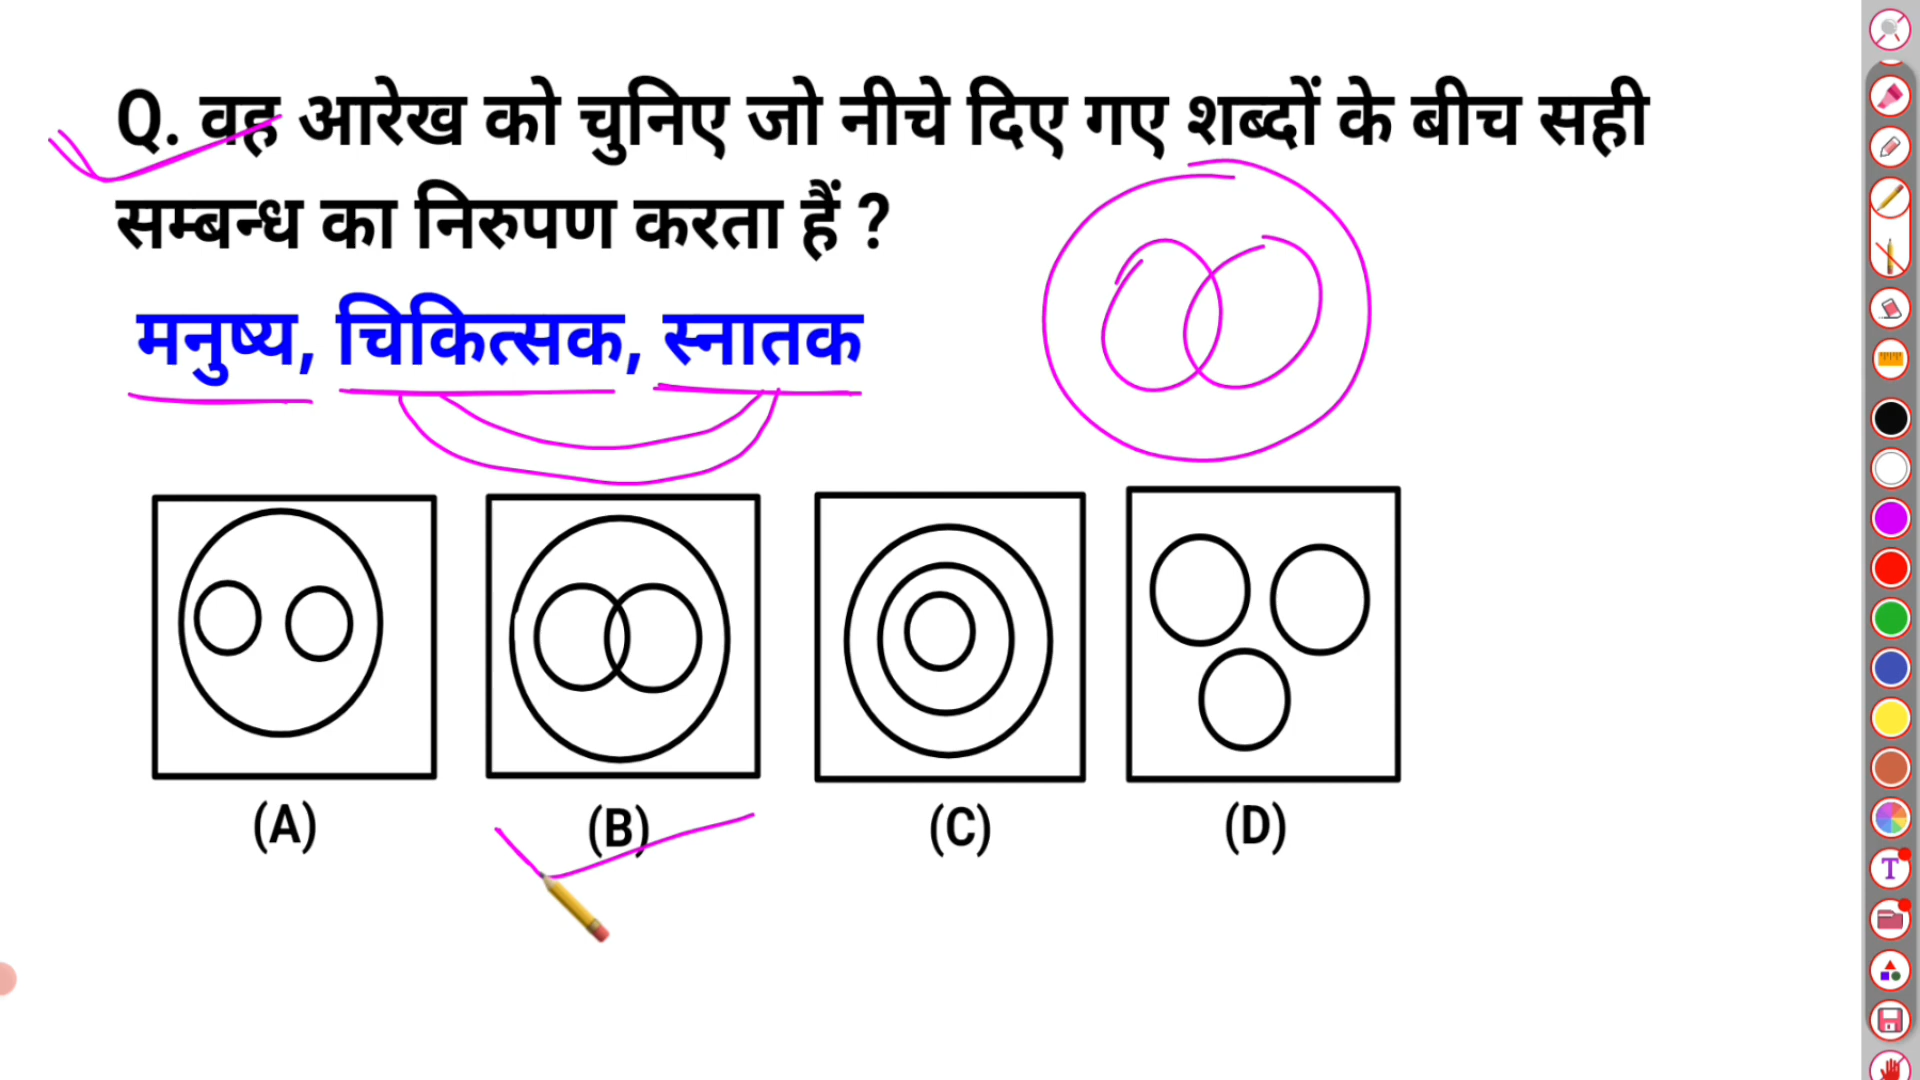 Q. वह आरेख को चुनिए जो नीचे दिए गए शब्दों के बीच सही
सम्बन्ध का निरुपण करता हैं ?
मनुष्य, चिकित्सक, स्नातक
(A) (B) (C) (D)
T